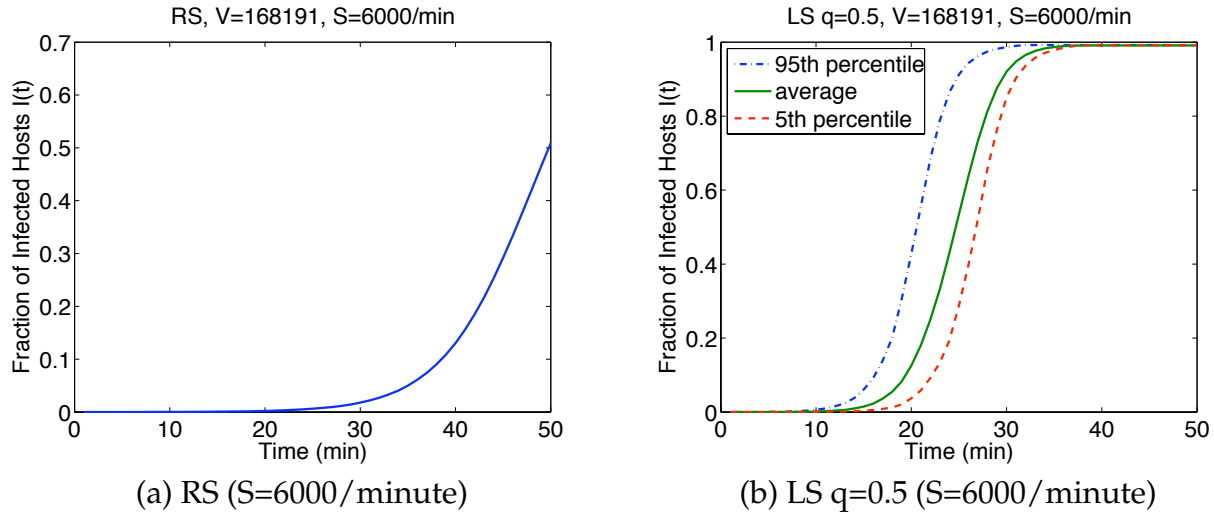 RS, V=168191, S=6000/min
0.7
0.6
0.5
0.4
0.3
0.2
0.1
0
Fraction of Infected Hosts I(t)
0 10 20 30 40 50
Time (min)
(a) RS (S=6000/minute)
LS q=0.5, V=168191, S=6000/min
1
0.8
0.6
0.4
0.2
0
Fraction of Infected Hosts I(t)
95th percentile
average
5th percentile
0 10 20 30 40 50
Time (min)
(b) LS q=0.5 (S=6000/minute)